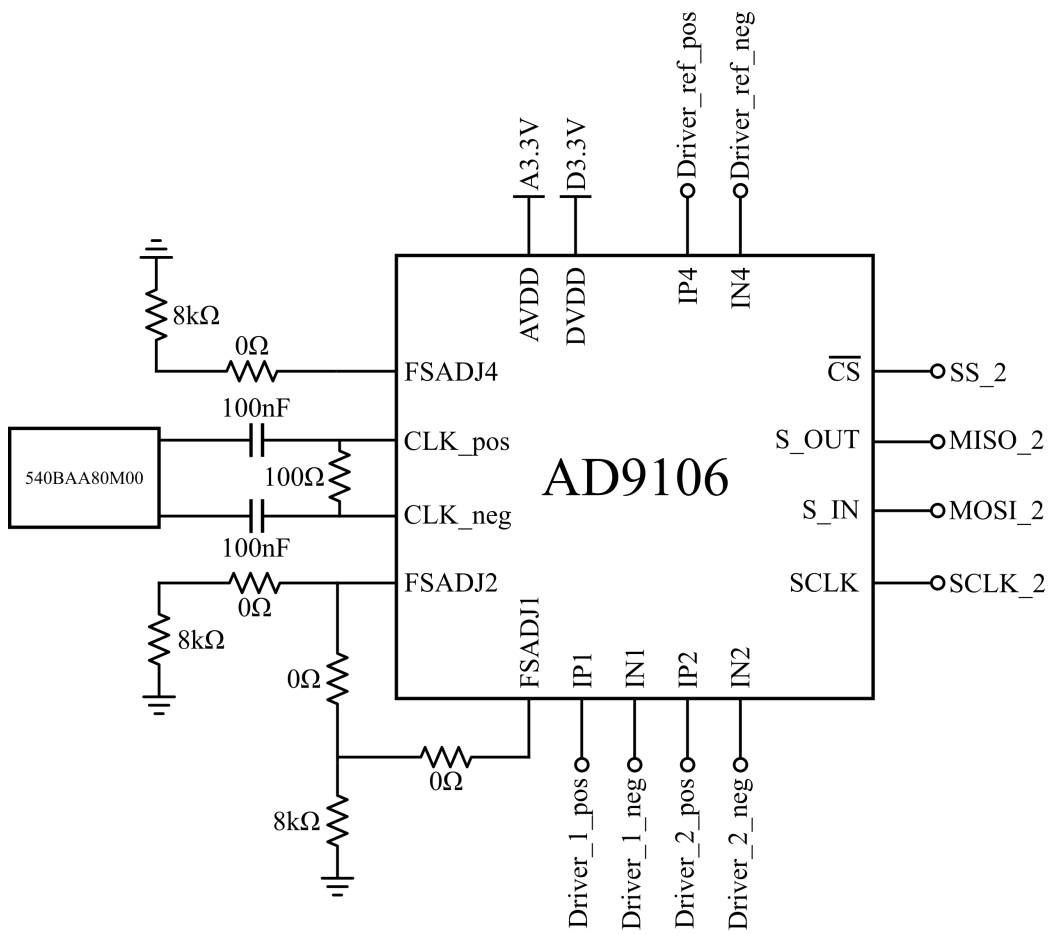 Driver_ref_pos
Driver_ref_neg
A3.3V
D3.3V
AVDD
DVDD
IP4
IN4
8kΩ
0Ω
FSADJ4
CS
SS_2
100nF
CLK_pos
S_OUT
MISO_2
540BAA80M00
100Ω
AD9106
CLK_neg
S_IN
MOSI_2
100nF
FSADJ2
SCLK
SCLK_2
0Ω
8kΩ
0Ω
FSADJ1
IP1
IN1
IP2
IN2
0Ω
8kΩ
Driver_1_pos
Driver_1_neg
Driver_2_pos
Driver_2_neg